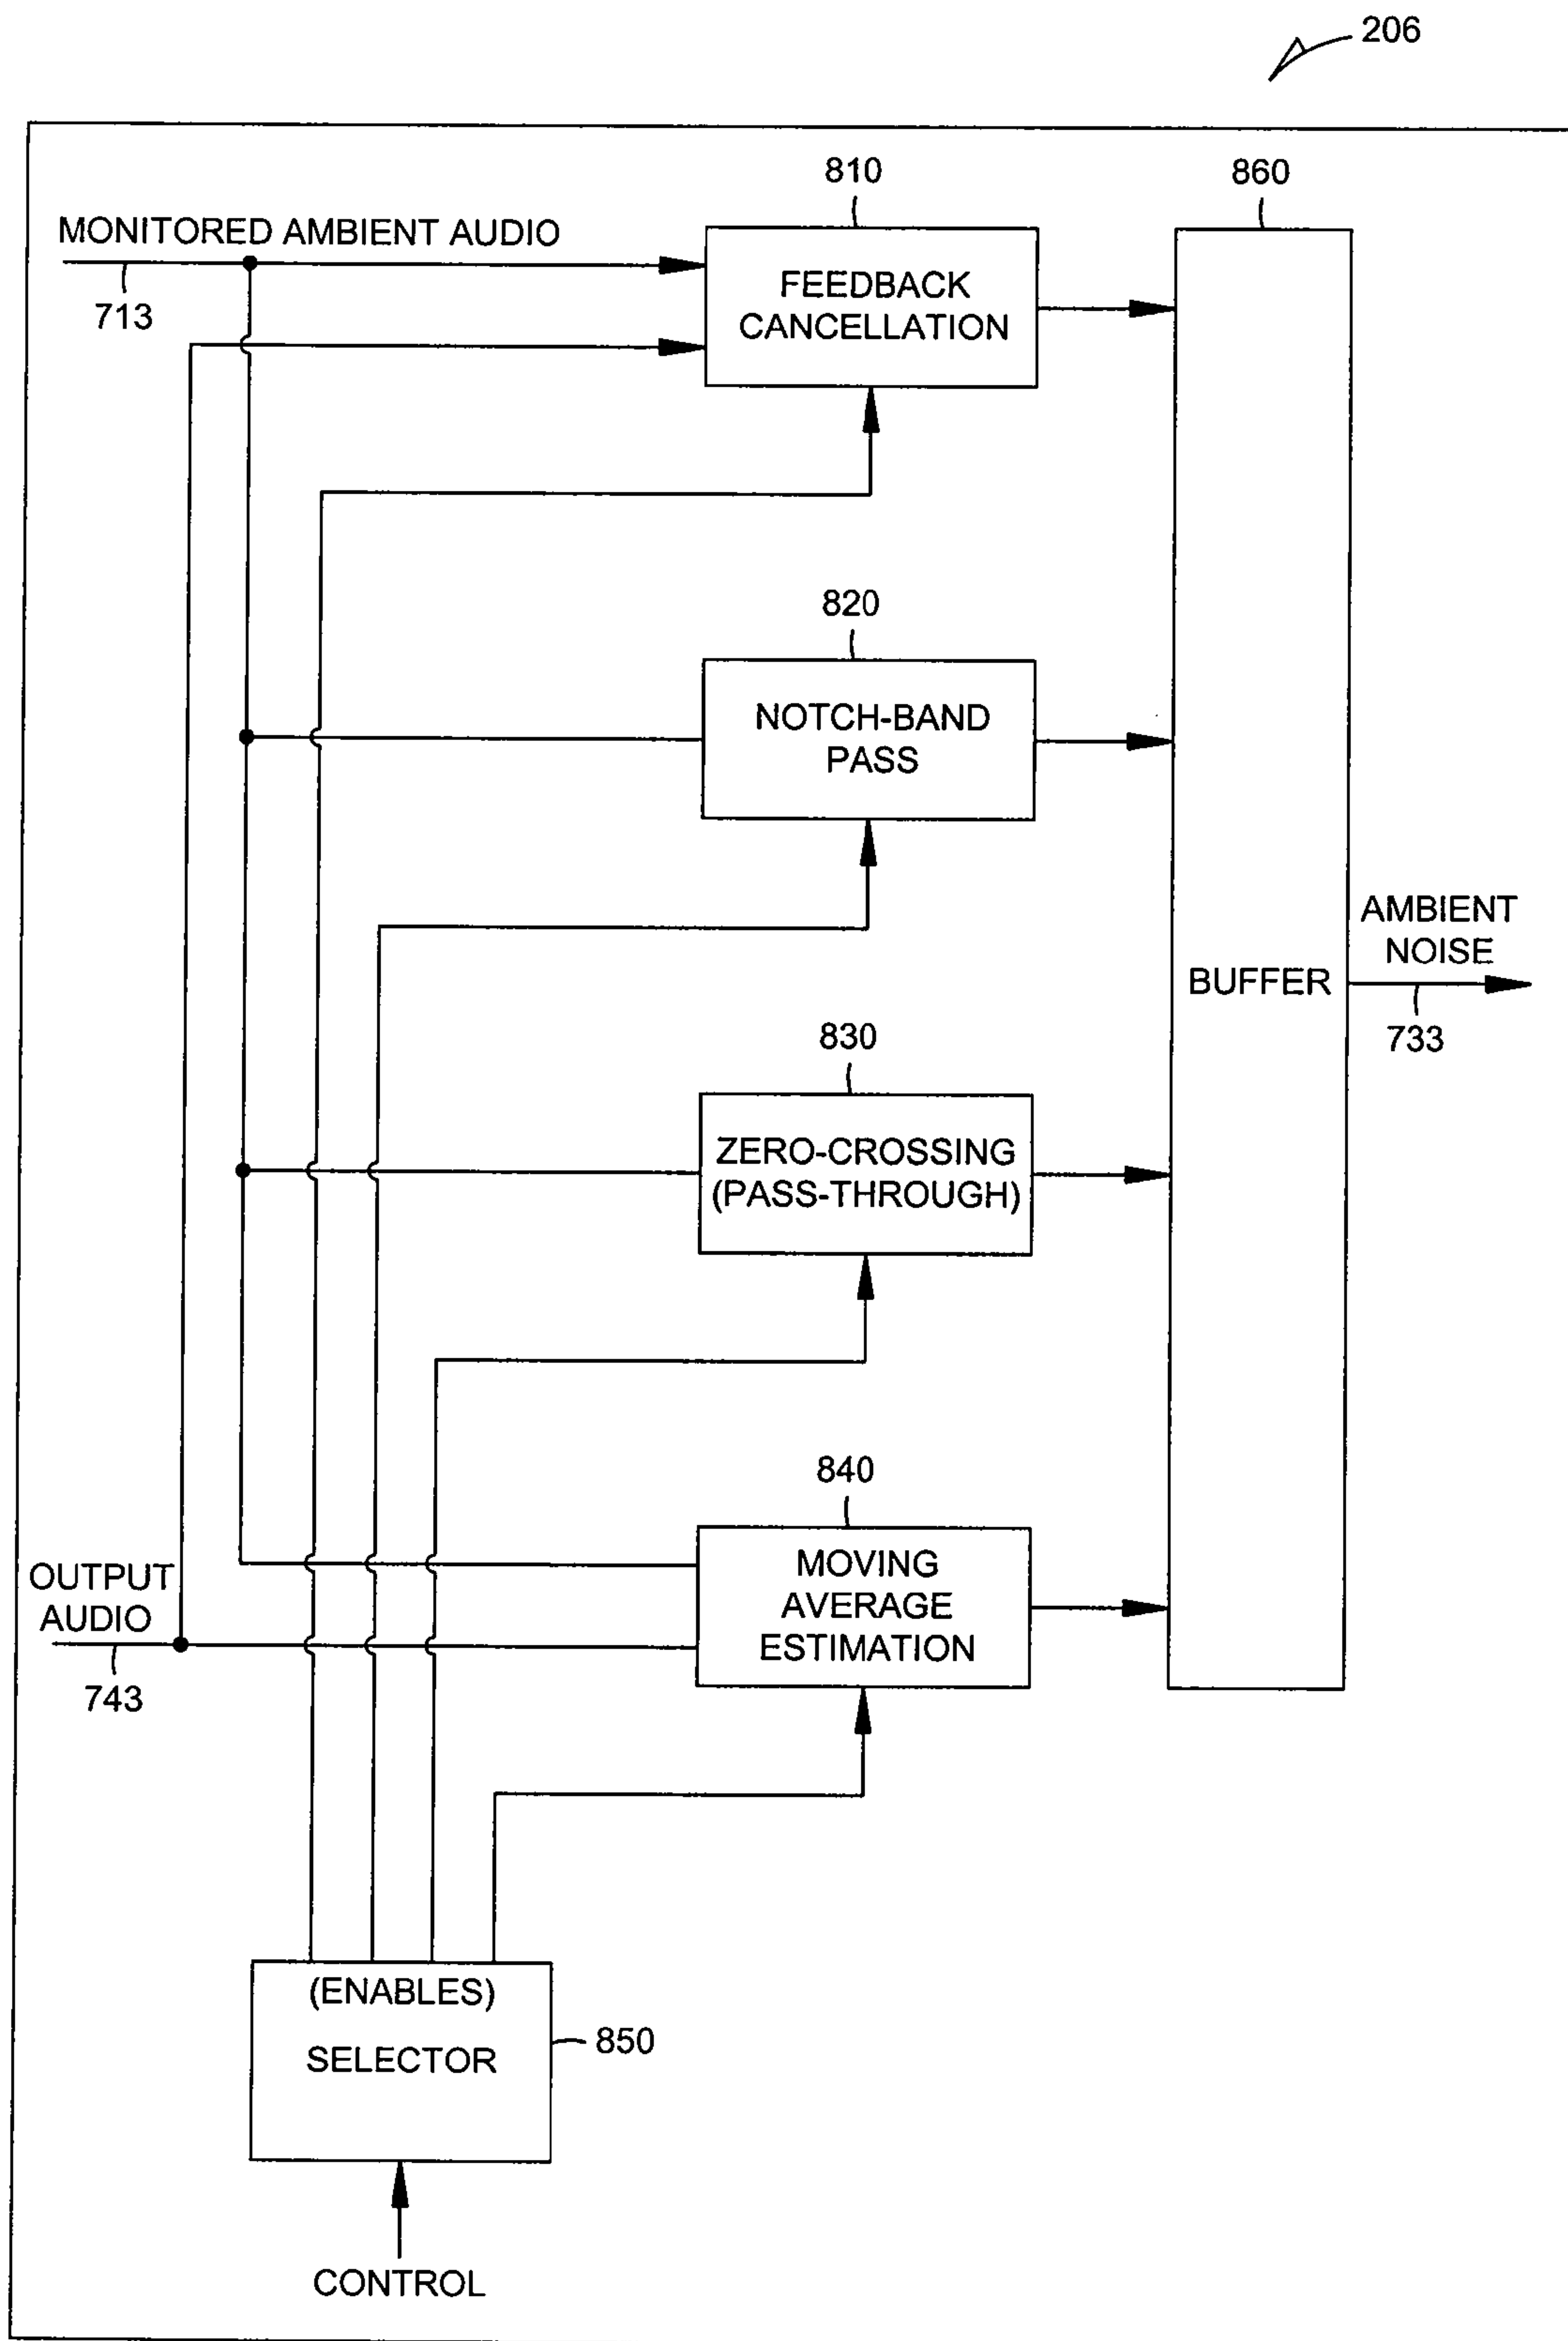 206
810
860
MONITORED AMBIENT AUDIO
713
FEEDBACK
CANCELLATION
820
NOTCH-BAND
PASS
AMBIENT
NOISE
BUFFER
733
830
ZERO-CROSSING
(PASS-THROUGH)
840
OUTPUT
AUDIO
743
MOVING
AVERAGE
ESTIMATION
(ENABLES)
SELECTOR
850
CONTROL